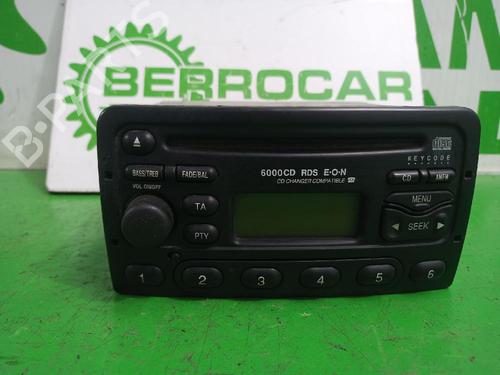 BERROCAR
B-PARTS
KEYCODE
BASS/TREB
FADE/BAL
6000CD RDS E·O·N
CD CHANGER COMPATIBLE
CD
AM/FM
VOL ON/OFF
TA
MENU
PTY
SEEK
1 2 3 4 5 6